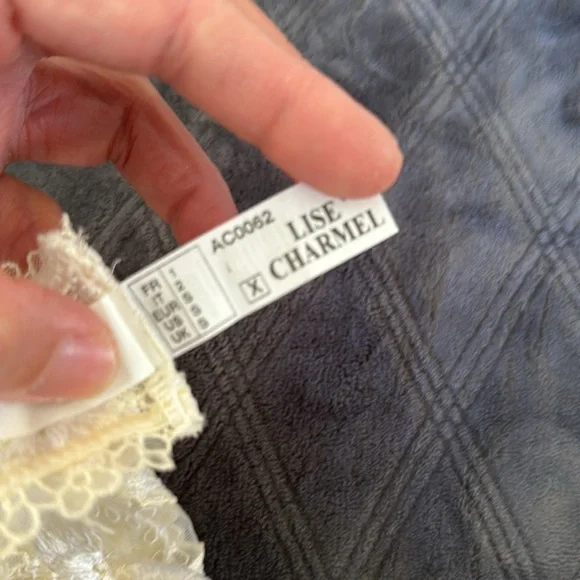 AC0062
LISE
CHARMEL
X
FR 1
IT 2
EUR S
US S
UK S